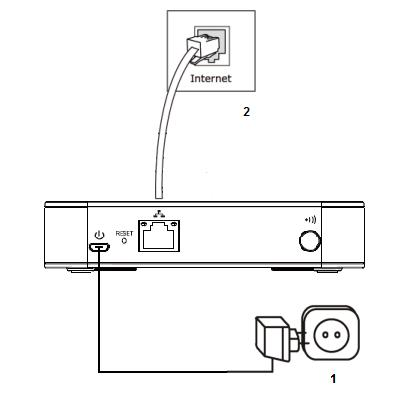 Internet
2
RESET
1